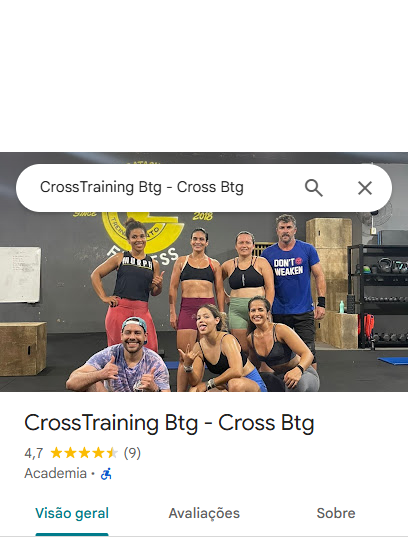 CrossTraining Btg - Cross Btg
SINCE
2018
FITNESS
MURPH
DON'T
WEAKEN
CrossTraining Btg - Cross Btg
4,7 (9)
Academia ·
Visão geral
Avaliações
Sobre